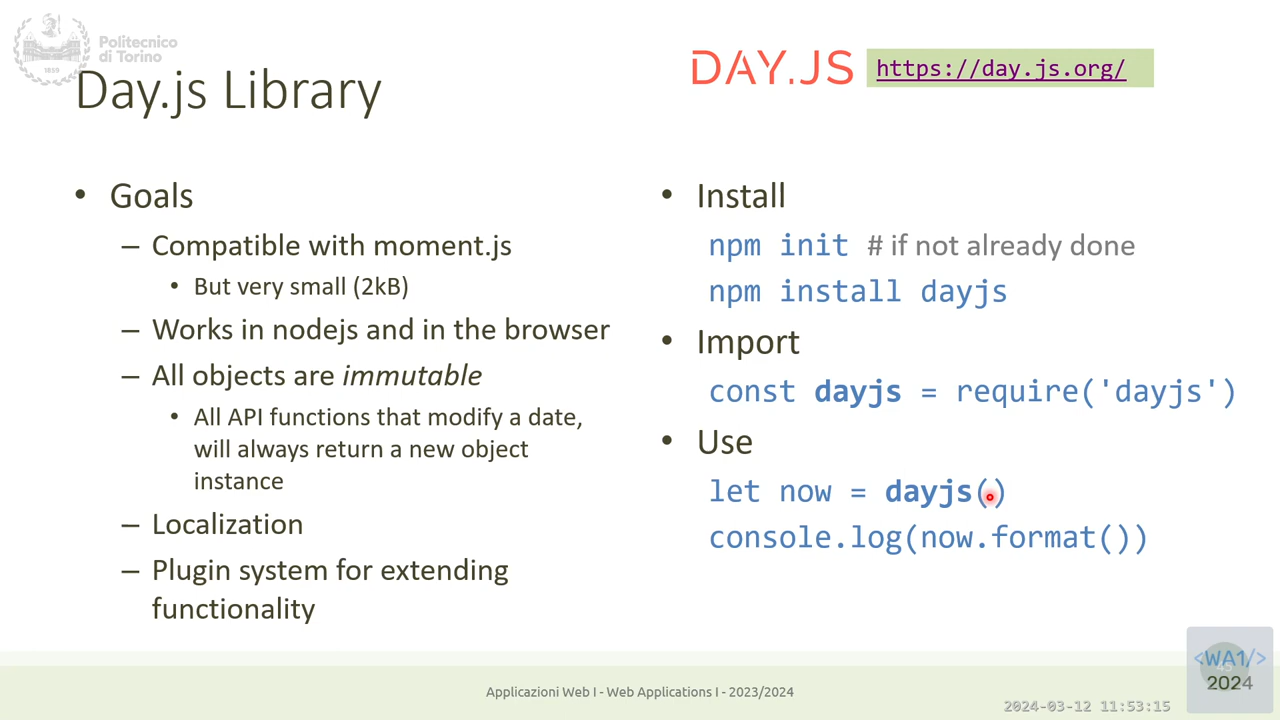 Politecnico
di Torino
1859
Day.js Library
DAY.JS
https://day.js.org/
• Goals
– Compatible with moment.js
• But very small (2kB)
– Works in nodejs and in the browser
– All objects are immutable
• All API functions that modify a date,
will always return a new object
instance
– Localization
– Plugin system for extending
functionality
• Install
npm init # if not already done
npm install dayjs
• Import
const dayjs = require('dayjs')
• Use
let now = dayjs()
console.log(now.format())
Applicazioni Web I - Web Applications I - 2023/2024
<WA1/>
2024
2024-03-12 11:53:15